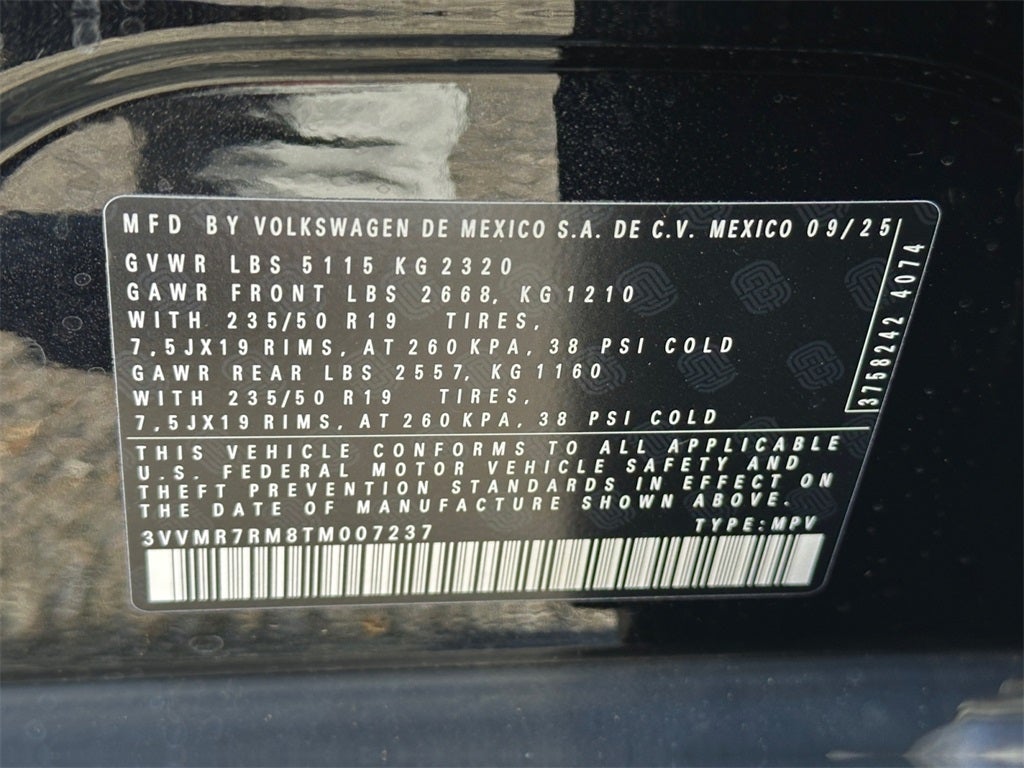 MFD BY VOLKSWAGEN DE MEXICO S.A. DE C.V. MEXICO 09/25
GVWR LBS 5115 KG 2320
GAWR FRONT LBS 2668, KG 1210
WITH 235/50 R19 TIRES,
7,5JX19 RIMS, AT 260 KPA, 38 PSI COLD
GAWR REAR LBS 2557, KG 1160
WITH 235/50 R19 TIRES,
7,5JX19 RIMS, AT 260 KPA, 38 PSI COLD
3758242 4074
THIS VEHICLE CONFORMS TO ALL APPLICABLE
U.S. FEDERAL MOTOR VEHICLE SAFETY AND
THEFT PREVENTION STANDARDS IN EFFECT ON
THE DATE OF MANUFACTURE SHOWN ABOVE.
3VVMR7RM8TM007237 TYPE: MPV